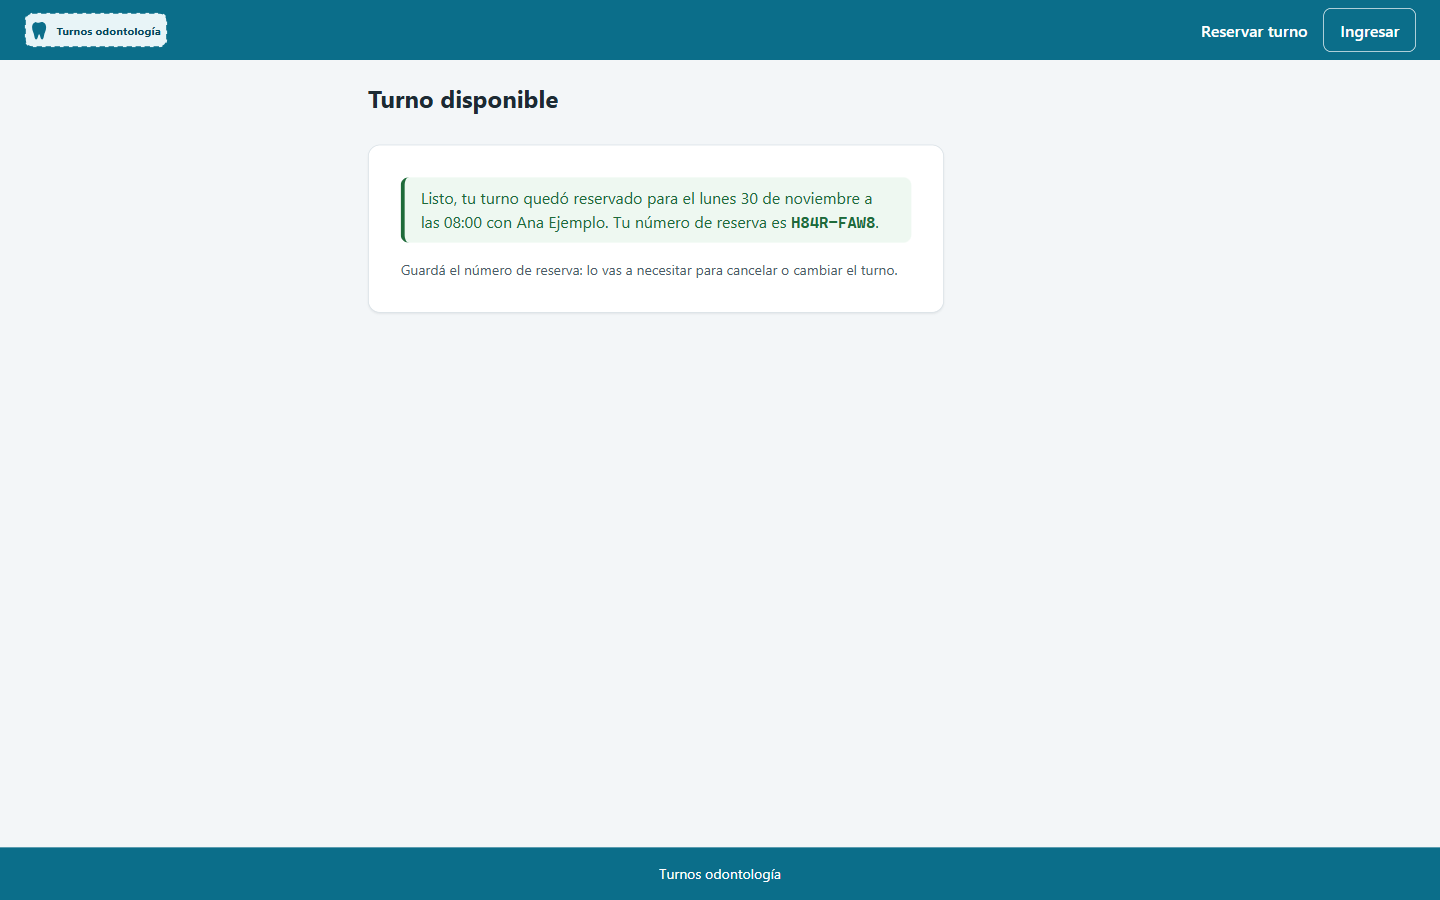 Turnos odontología
Reservar turno
Ingresar
Turno disponible
Listo, tu turno quedó reservado para el lunes 30 de noviembre a
las 08:00 con Ana Ejemplo. Tu número de reserva es H84R-FAW8.
Guardá el número de reserva: lo vas a necesitar para cancelar o cambiar el turno.
Turnos odontología